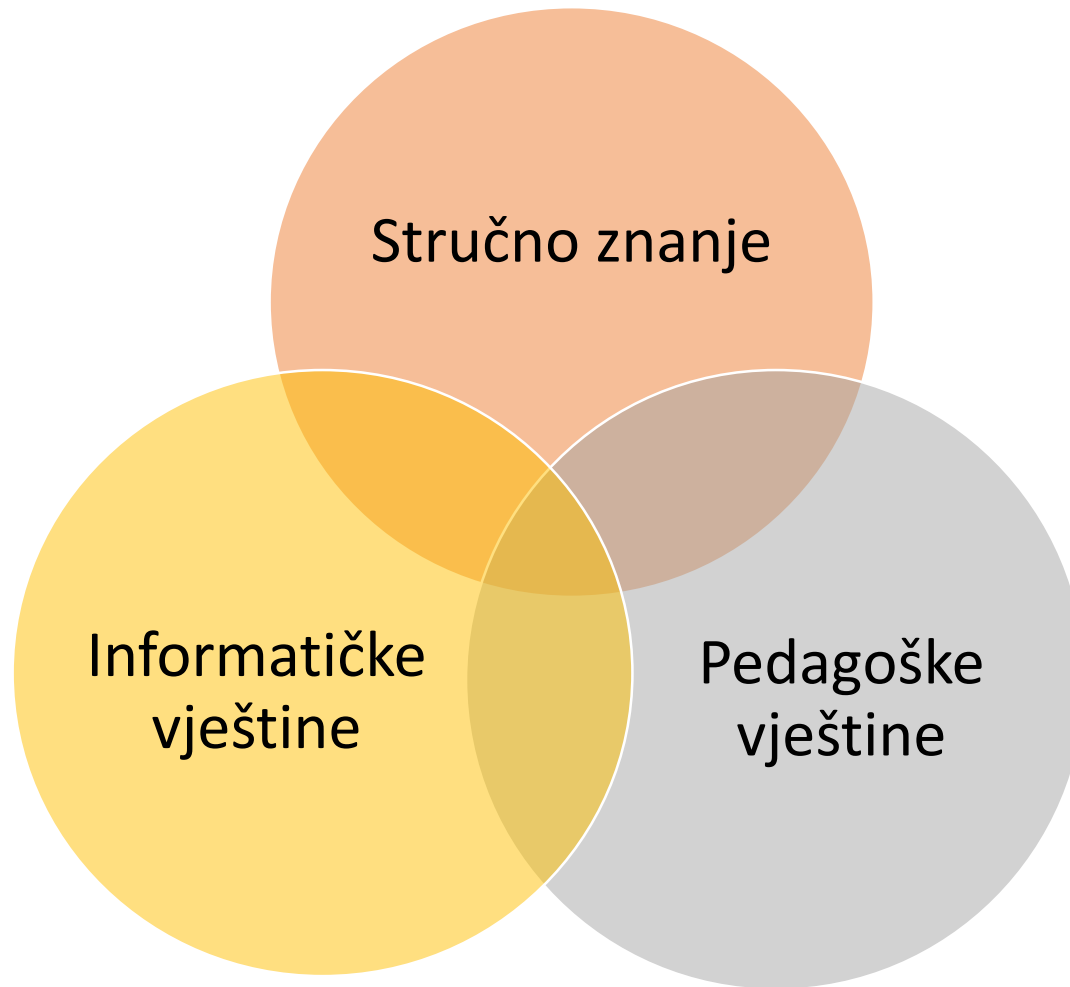 Stručno znanje
Informatičke
vještine
Pedagoške
vještine